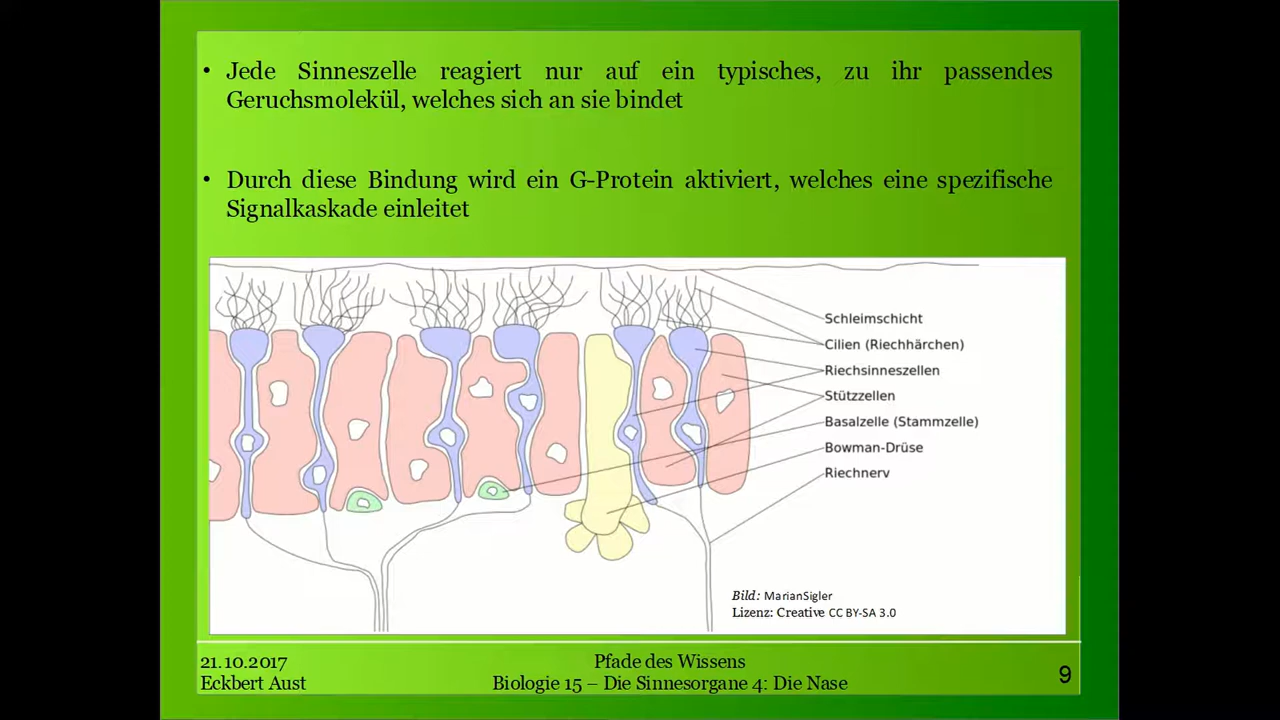 • Jede Sinneszelle reagiert nur auf ein typisches, zu ihr passendes
Geruchsmolekül, welches sich an sie bindet
• Durch diese Bindung wird ein G-Protein aktiviert, welches eine spezifische
Signalkaskade einleitet
Schleimschicht
Cilien (Riechhärchen)
Riechsinneszellen
Stützzellen
Basalzelle (Stammzelle)
Bowman-Drüse
Riechnerv
Bild: MarianSigler
Lizenz: Creative CC BY-SA 3.0
21.10.2017
Eckbert Aust
Pfade des Wissens
Biologie 15 – Die Sinnesorgane 4: Die Nase
9